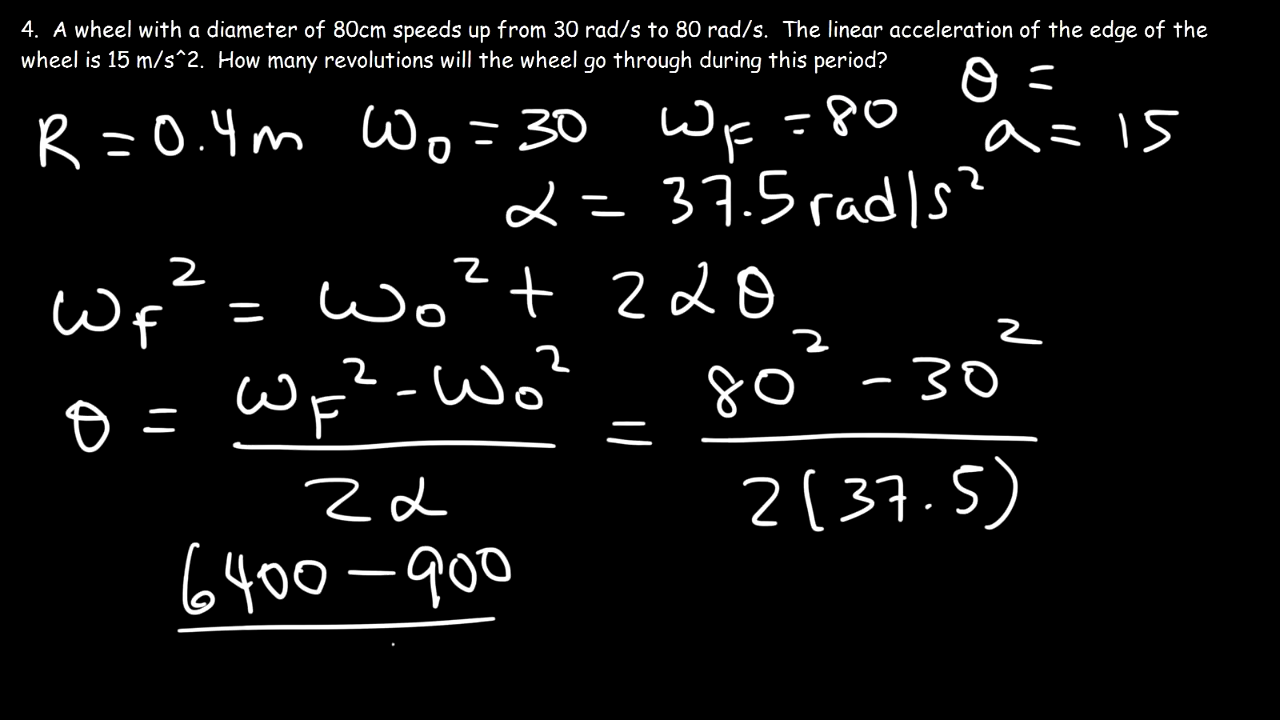 4. A wheel with a diameter of 80cm speeds up from 30 rad/s to 80 rad/s. The linear acceleration of the edge of the
wheel is 15 m/s^2. How many revolutions will the wheel go through during this period?
θ =
R = 0.4m ω₀ = 30 ω_F = 80 a = 15
α = 37.5 rad/s²
ω_F² = ω₀² + 2αθ
θ = (ω_F² - ω₀²) / 2α = (80² - 30²) / 2(37.5)
6400 - 900